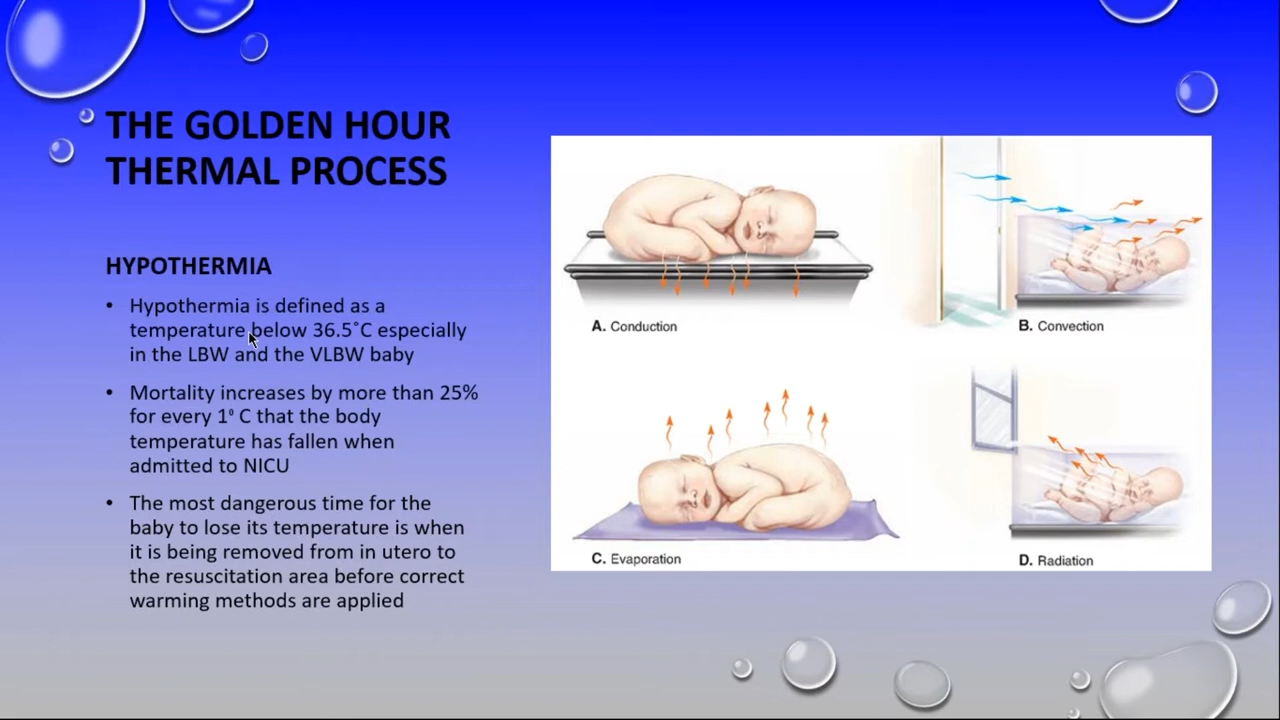 THE GOLDEN HOUR
THERMAL PROCESS
HYPOTHERMIA
• Hypothermia is defined as a
temperature below 36.5˚C especially
in the LBW and the VLBW baby
• Mortality increases by more than 25%
for every 1⁰ C that the body
temperature has fallen when
admitted to NICU
• The most dangerous time for the
baby to lose its temperature is when
it is being removed from in utero to
the resuscitation area before correct
warming methods are applied
A. Conduction
B. Convection
C. Evaporation
D. Radiation